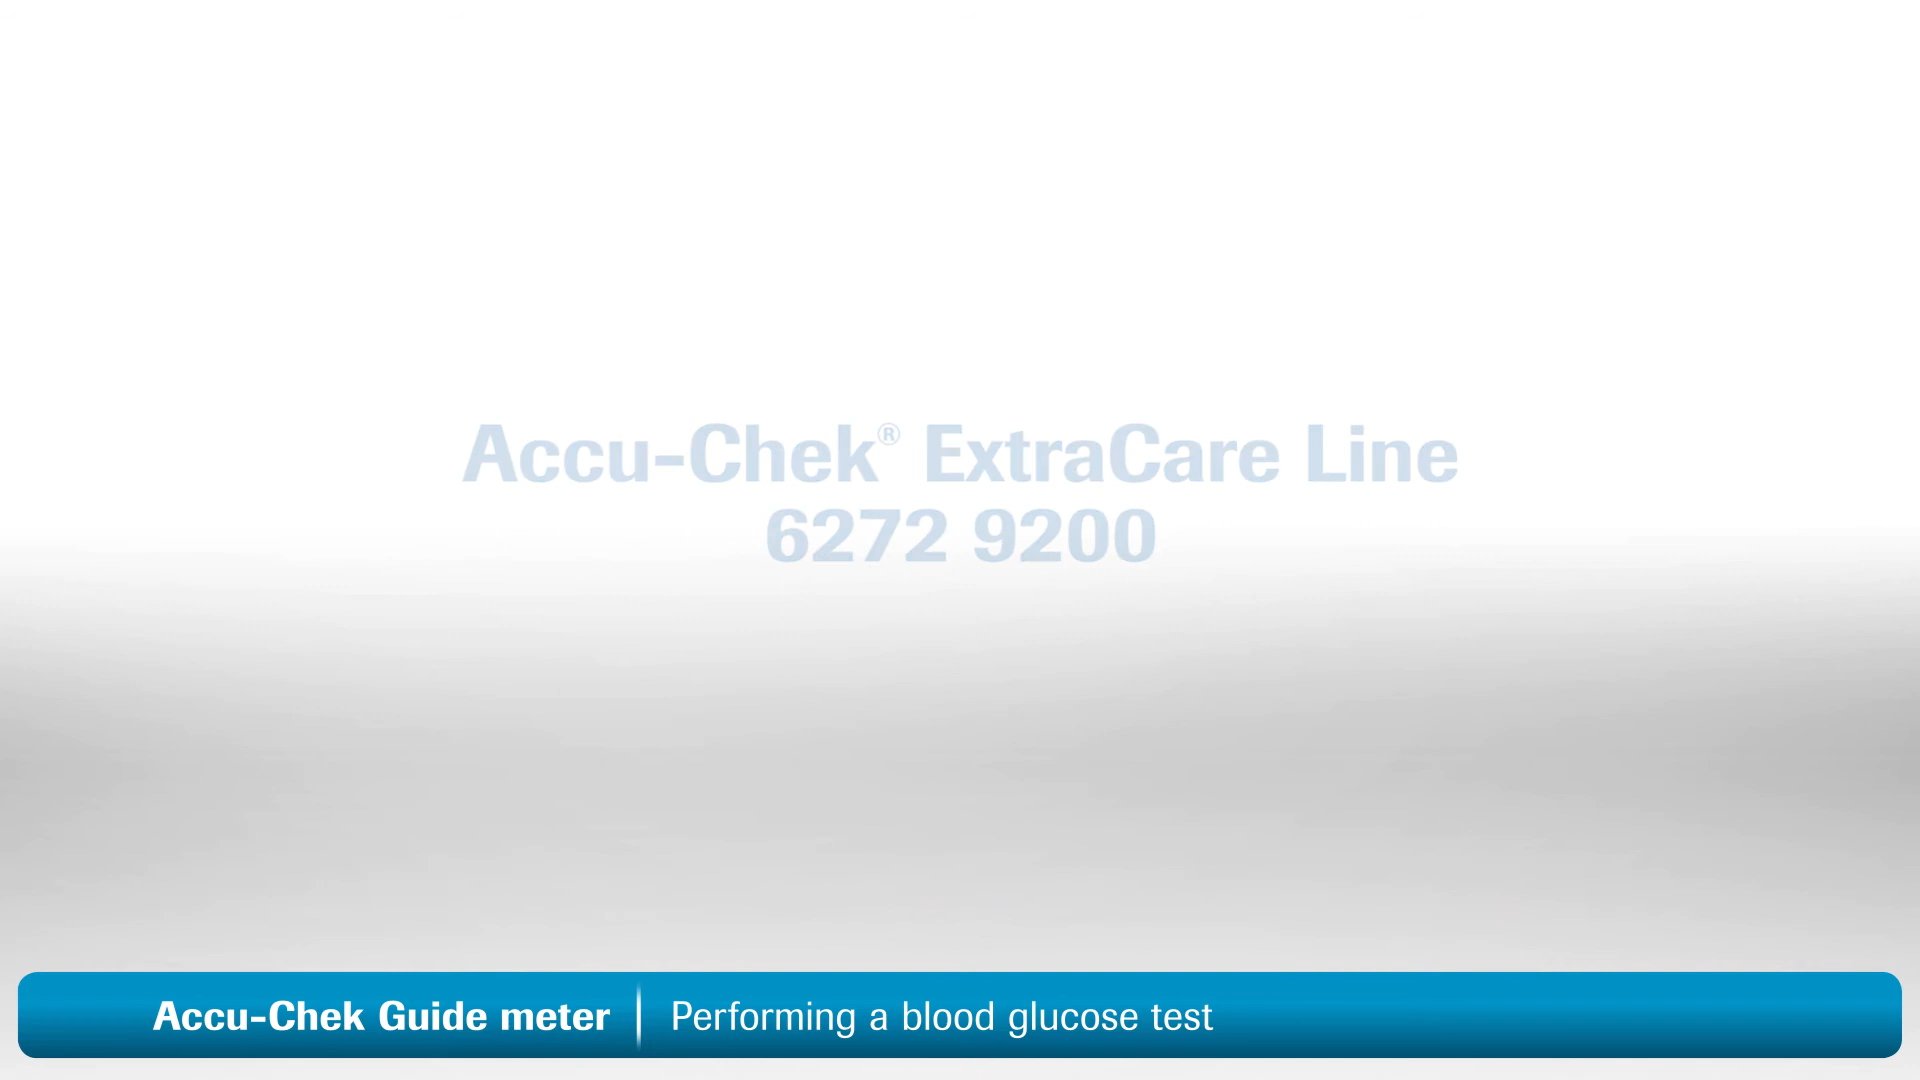 Accu-Chek® ExtraCare Line
6272 9200
Accu-Chek Guide meter | Performing a blood glucose test